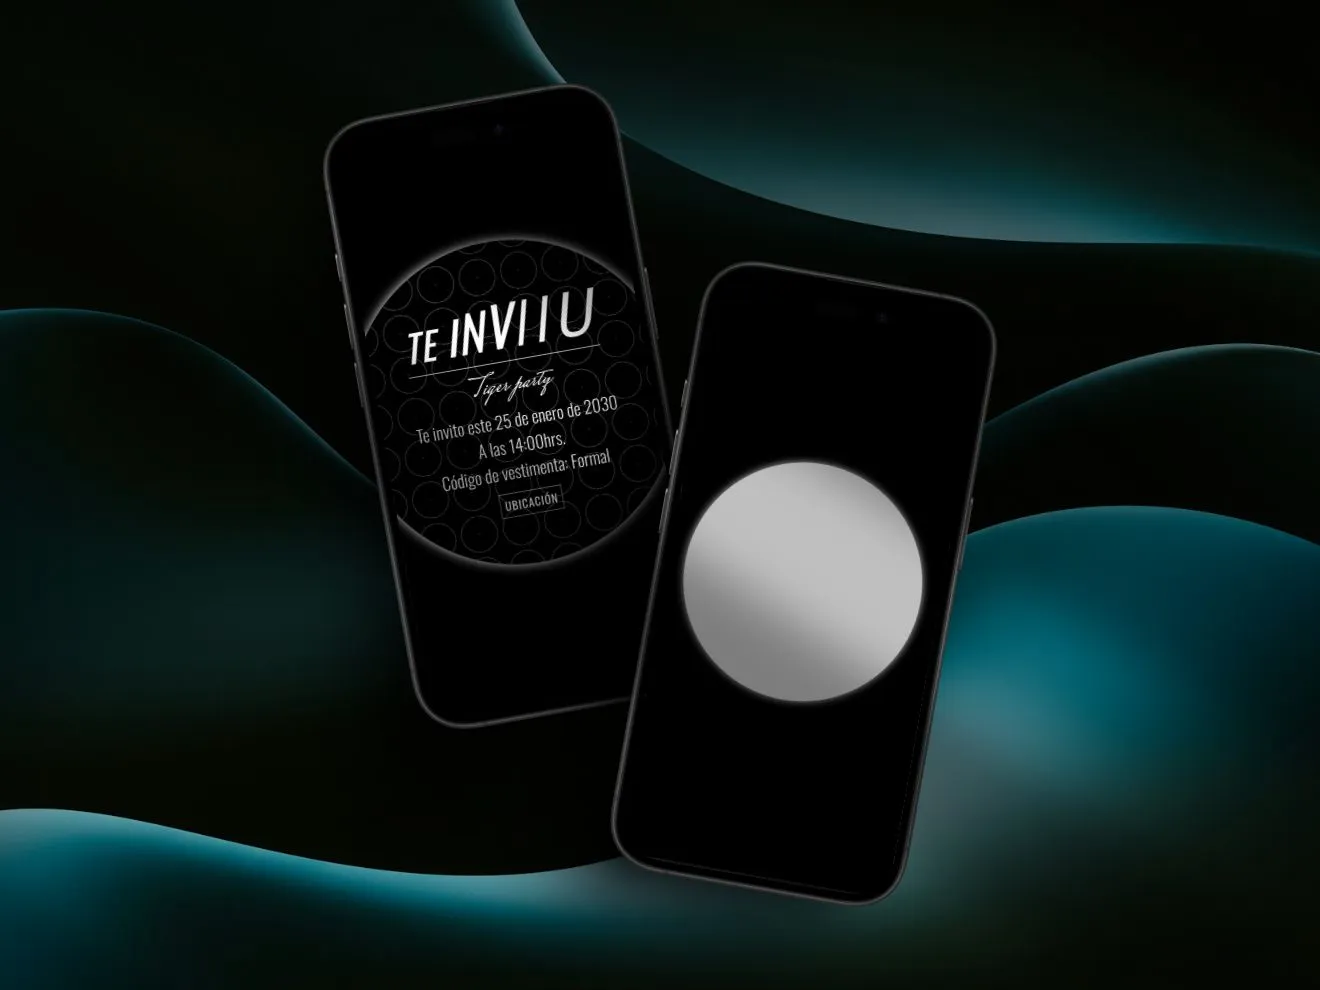 TE INVIIU
Tiger party
Te invito este 25 de enero de 2030
A las 14:00hrs.
Código de vestimenta: Formal
UBICACIÓN